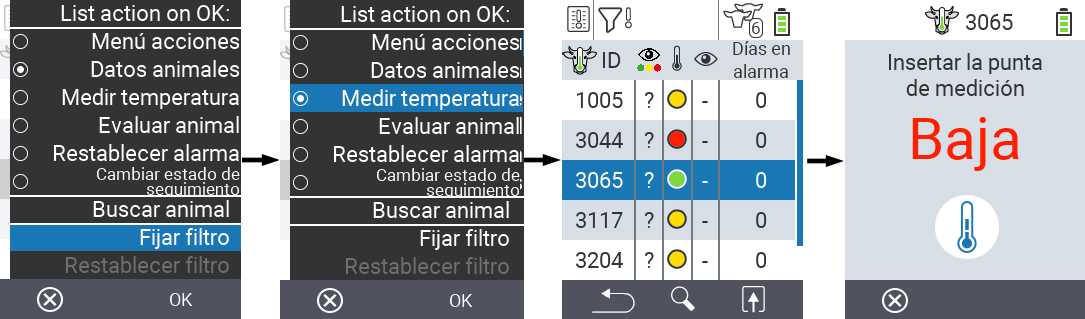 List action on OK:
Menú acciones
Datos animales
Medir temperatura
Evaluar animal
Restablecer alarma
Cambiar estado de
seguimiento
Buscar animal
Fijar filtro
Restablecer filtro
OK
List action on OK:
Menú acciones
Datos animales
Medir temperatura
Evaluar animal
Restablecer alarma
Cambiar estado de
seguimiento
Buscar animal
Fijar filtro
Restablecer filtro
OK
6
ID Días en
alarma
1005 ? - 0
3044 ? - 0
3065 ? - 0
3117 ? - 0
3204 ? - 0
3065
Insertar la punta
de medición
Baja